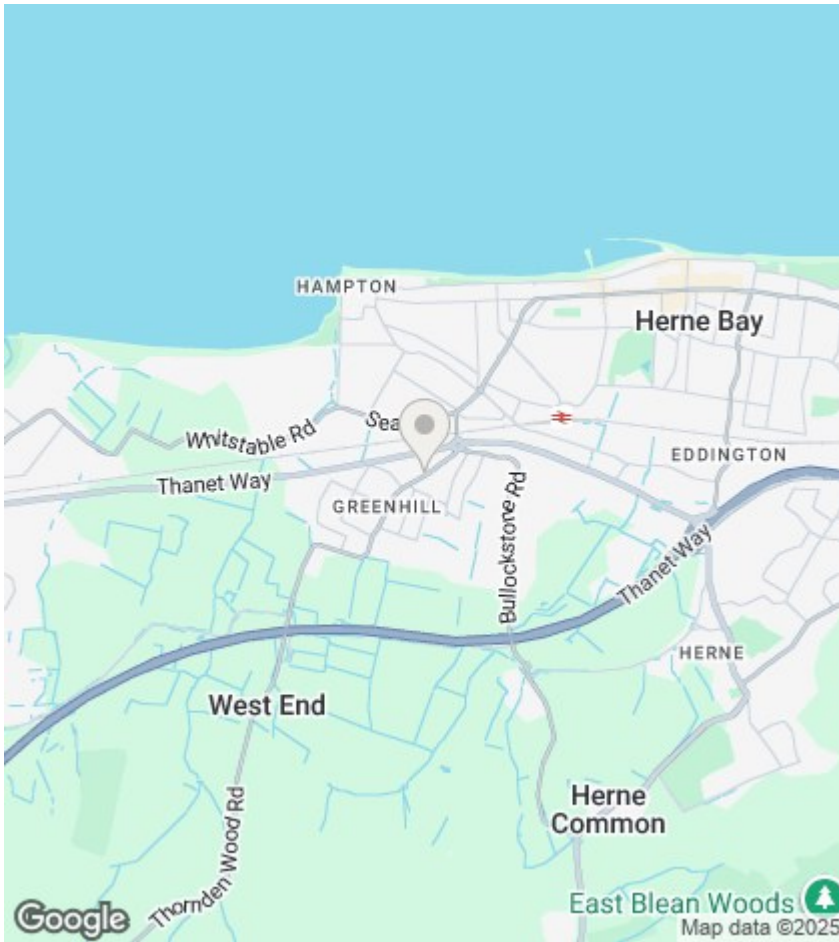 HAMPTON
Herne Bay
Sea
Whitstable Rd
EDDINGTON
Thanet Way
GREENHILL
Bullockstone Rd
Thanet Way
HERNE
West End
Herne
Common
Thornden Wood Rd
East Blean Woods
Google
Map data ©2025